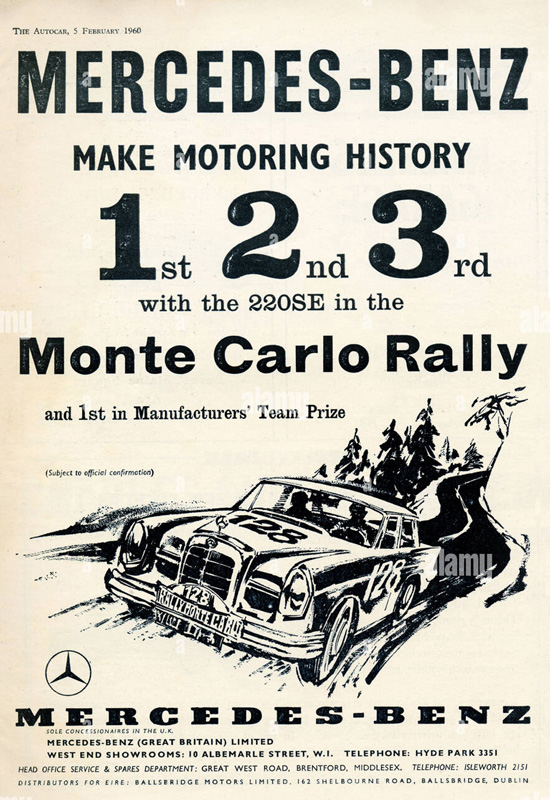 THE AUTOCAR, 5 FEBRUARY 1960
MERCEDES-BENZ
MAKE MOTORING HISTORY
1st 2nd 3rd
with the 220SE in the
Monte Carlo Rally
and 1st in Manufacturers' Team Prize
(Subject to official confirmation)
128
128
128
RALLYE MONTE CARLO
MERCEDES-BENZ
SOLE CONCESSIONAIRES IN THE U.K.
MERCEDES-BENZ (GREAT BRITAIN) LIMITED
WEST END SHOWROOMS: 10 ALBEMARLE STREET, W.I. TELEPHONE: HYDE PARK 3351
HEAD OFFICE SERVICE & SPARES DEPARTMENT: GREAT WEST ROAD, BRENTFORD, MIDDLESEX. TELEPHONE: ISLEWORTH 2151
DISTRIBUTORS FOR EIRE: BALLSBRIDGE MOTORS LIMITED, 162 SHELBOURNE ROAD, BALLSBRIDGE, DUBLIN
alamy